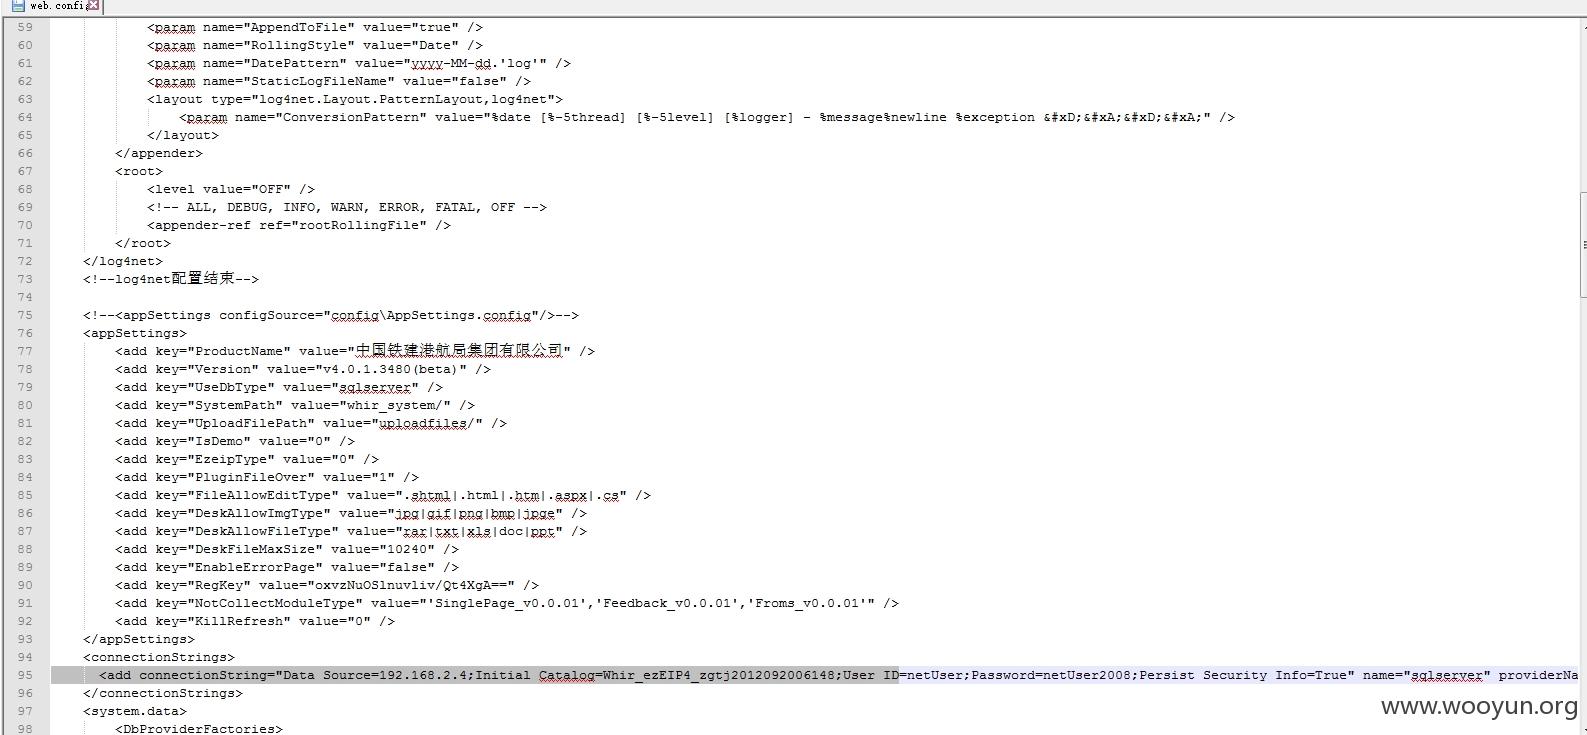 web.config
59 <param name="AppendToFile" value="true" />
60 <param name="RollingStyle" value="Date" />
61 <param name="DatePattern" value="yyyy-MM-dd.'log'" />
62 <param name="StaticLogFileName" value="false" />
63 <layout type="log4net.Layout.PatternLayout,log4net">
64 <param name="ConversionPattern" value="%date [%-5thread] [%-5level] [%logger] - %message%newline %exception &#xD;&#xA;&#xD;&#xA;" />
65 </layout>
66 </appender>
67 <root>
68 <level value="OFF" />
69 <!-- ALL, DEBUG, INFO, WARN, ERROR, FATAL, OFF -->
70 <appender-ref ref="rootRollingFile" />
71 </root>
72 </log4net>
73 <!--log4net配置结束-->
74
75 <!--<appSettings configSource="config\AppSettings.config"/>-->
76 <appSettings>
77 <add key="ProductName" value="中国铁建港航局集团有限公司" />
78 <add key="Version" value="v4.0.1.3480(beta)" />
79 <add key="UseDbType" value="sqlserver" />
80 <add key="SystemPath" value="whir_system/" />
81 <add key="UploadFilePath" value="uploadfiles/" />
82 <add key="IsDemo" value="0" />
83 <add key="EzeipType" value="0" />
84 <add key="PluginFileOver" value="1" />
85 <add key="FileAllowEditType" value=".shtml|.html|.htm|.aspx|.cs" />
86 <add key="DeskAllowImgType" value="jpg|gif|png|bmp|jpge" />
87 <add key="DeskAllowFileType" value="rar|txt|xls|doc|ppt" />
88 <add key="DeskFileMaxSize" value="10240" />
89 <add key="EnableErrorPage" value="false" />
90 <add key="RegKey" value="oxvzNuOSlnuvliv/Qt4XgA==" />
91 <add key="NotCollectModuleType" value="'SinglePage_v0.0.01','Feedback_v0.0.01','Froms_v0.0.01'" />
92 <add key="KillRefresh" value="0" />
93 </appSettings>
94 <connectionStrings>
95 <add connectionString="Data Source=192.168.2.4;Initial Catalog=Whir_ezEIP4_zgtj2012092006148;User ID=netUser;Password=netUser2008;Persist Security Info=True" name="sqlserver" providerNa
96 </connectionStrings>
97 <system.data>
98 <DbProviderFactories>
www.wooyun.org